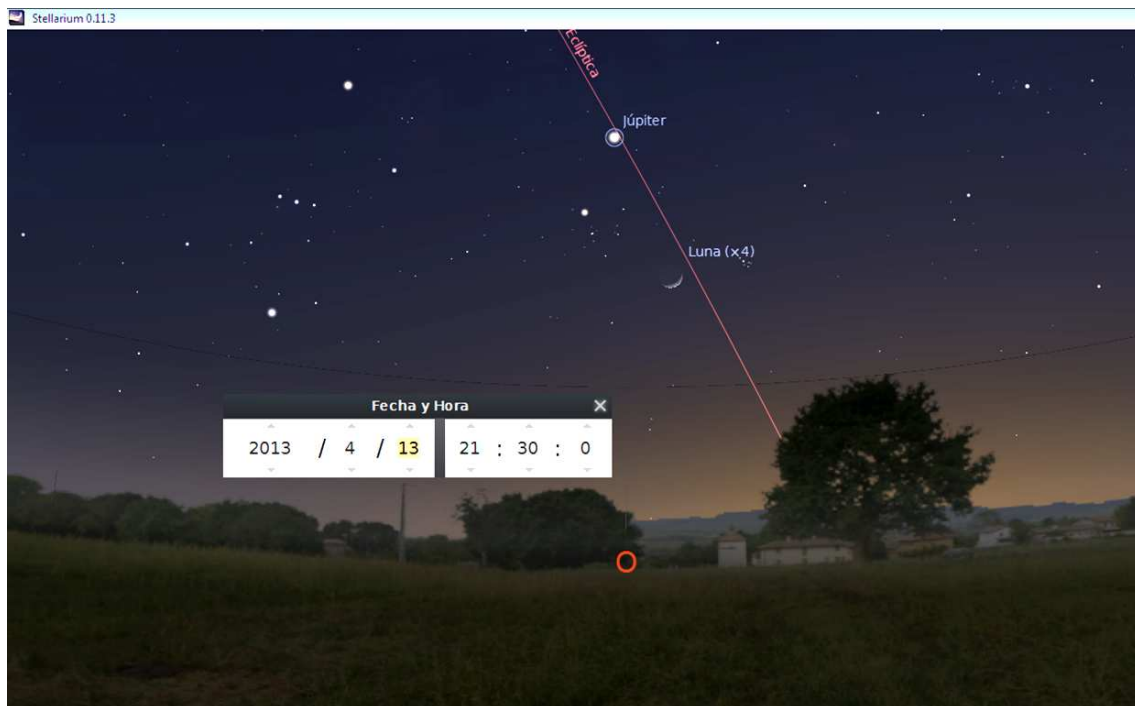 Stellarium 0.11.3
Eclíptica
Júpiter
Luna (x4)
Fecha y Hora
2013 / 4 / 13 21 : 30 : 0
O